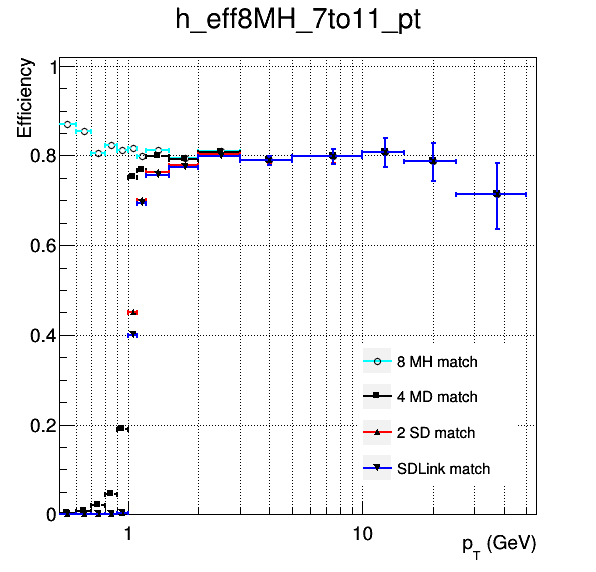 h_eff8MH_7to11_pt
Efficiency
1
0.8
0.6
0.4
0.2
0
8 MH match
4 MD match
2 SD match
SDLink match
1
10
p_T (GeV)